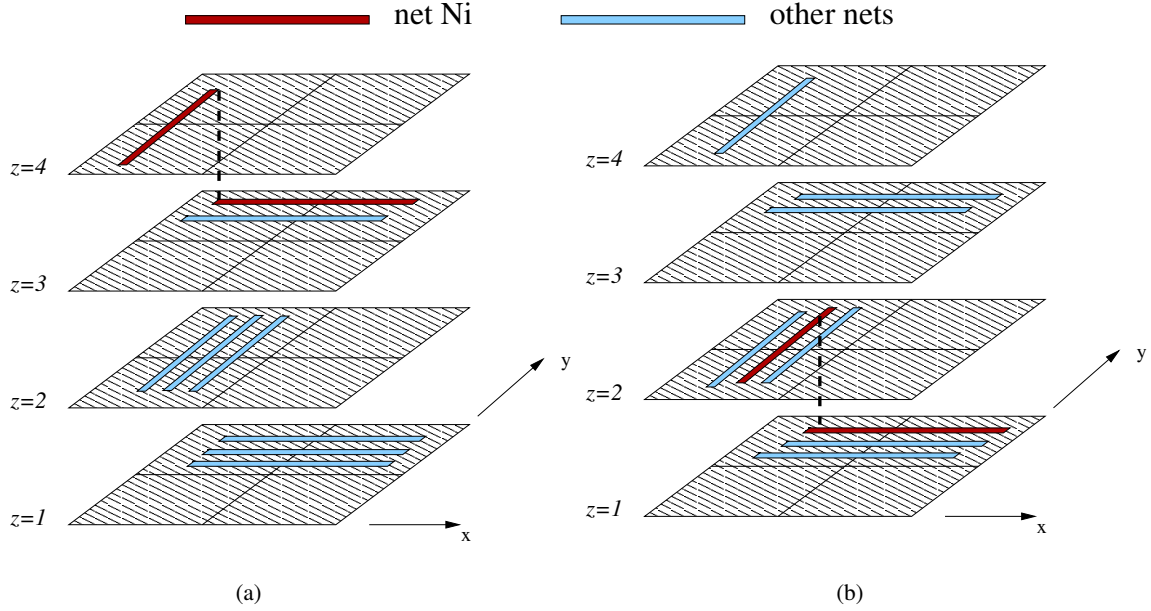 net Ni
other nets
z=4
z=3
z=2
z=1
y
x
(a)
z=4
z=3
z=2
z=1
y
x
(b)